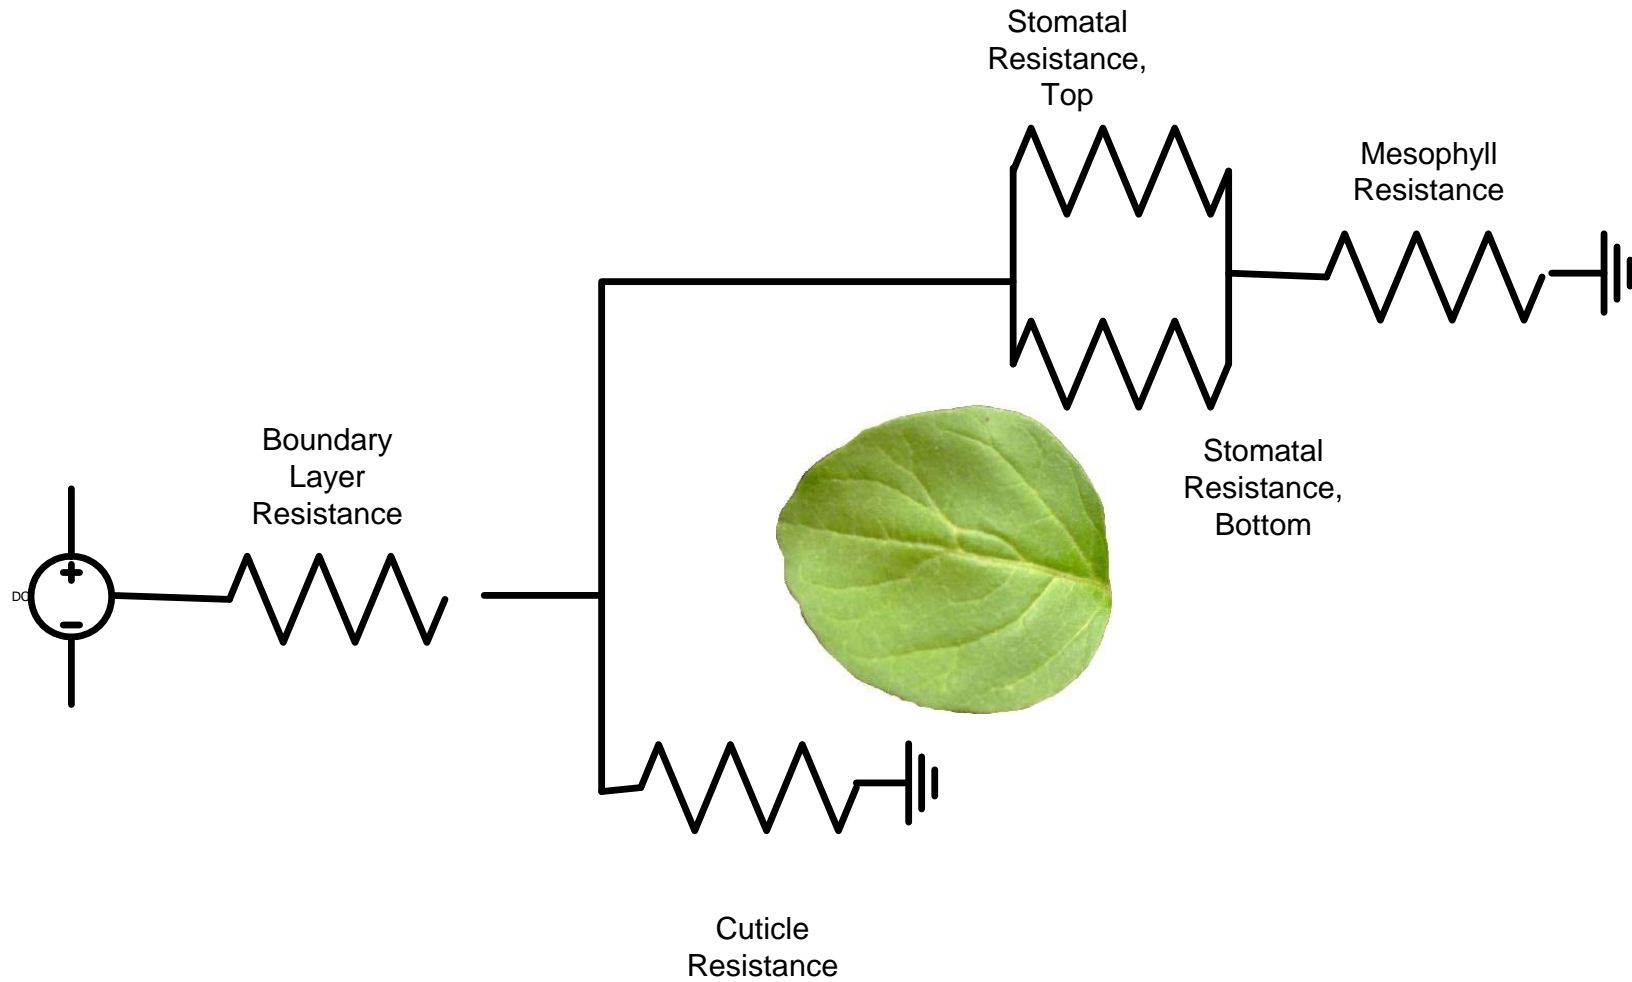 Stomatal
Resistance,
Top
Mesophyll
Resistance
Boundary
Layer
Resistance
Stomatal
Resistance,
Bottom
DC
Cuticle
Resistance